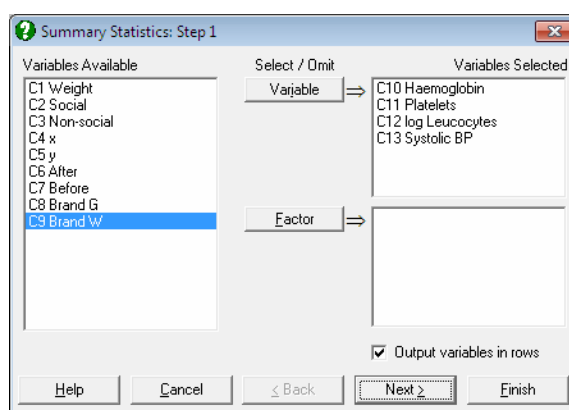 Summary Statistics: Step 1
Variables Available
Select / Omit
Variables Selected
C1 Weight
C2 Social
C3 Non-social
C4 x
C5 y
C6 After
C7 Before
C8 Brand G
C9 Brand W
Variable
C10 Haemoglobin
C11 Platelets
C12 log Leucocytes
C13 Systolic BP
Factor
Output variables in rows
Help
Cancel
< Back
Next >
Finish